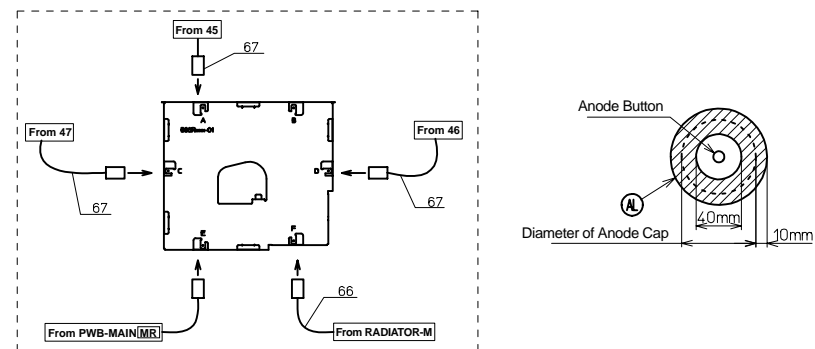 From 45
67
A
B
From 47
From 46
C
D
67
67
E
F
66
From PWB-MAIN MR
From RADIATOR-M
Anode Button
AL
40mm
Diameter of Anode Cap
10mm